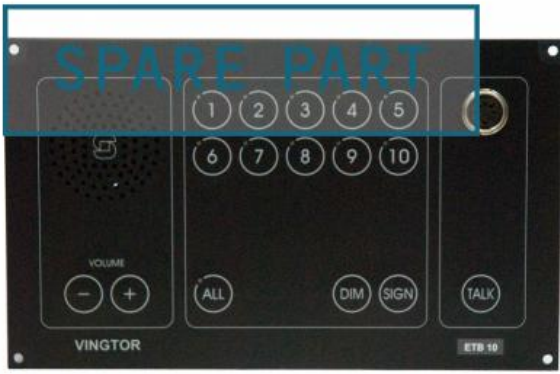 SPARE PART
1 2 3 4 5
6 7 8 9 10
VOLUME
- +
ALL
DIM
SIGN
TALK
VINGTOR
ETB 10